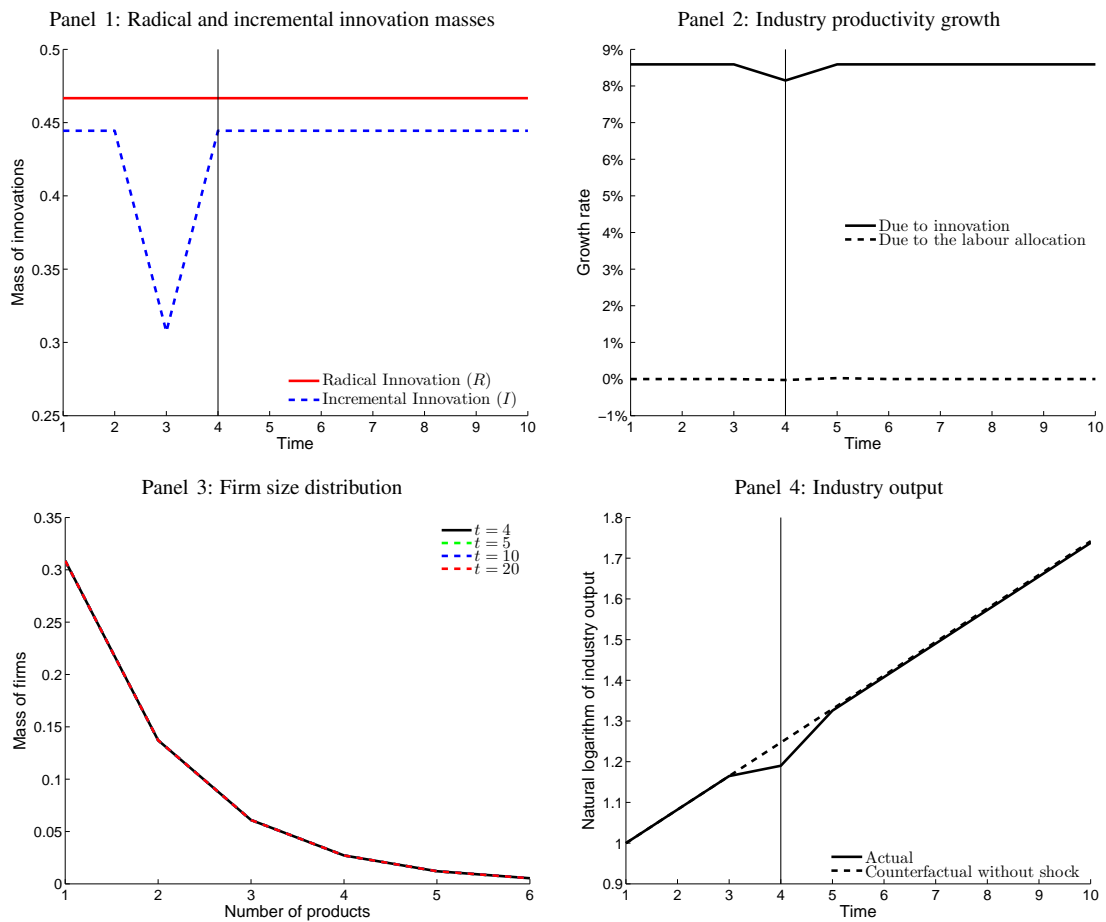 Panel 1: Radical and incremental innovation masses
0.5
0.45
0.4
0.35
0.3
0.25
Mass of innovations
Radical Innovation (R)
Incremental Innovation (I)
1 2 3 4 5 6 7 8 9 10
Time
Panel 2: Industry productivity growth
9%
8%
7%
6%
5%
4%
3%
2%
1%
0%
−1%
Growth rate
Due to innovation
Due to the labour allocation
1 2 3 4 5 6 7 8 9 10
Time
Panel 3: Firm size distribution
0.35
0.3
0.25
0.2
0.15
0.1
0.05
0
Mass of firms
t = 4
t = 5
t = 10
t = 20
1 2 3 4 5 6
Number of products
Panel 4: Industry output
1.8
1.7
1.6
1.5
1.4
1.3
1.2
1.1
1
0.9
Natural logarithm of industry output
Actual
Counterfactual without shock
1 2 3 4 5 6 7 8 9 10
Time